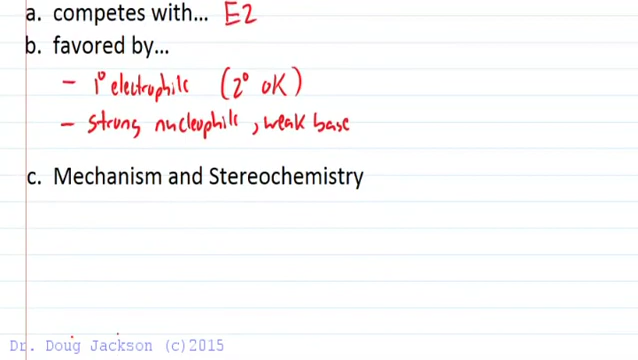 a. competes with... E2
b. favored by...
- 1° electrophile (2° OK)
- strong nucleophile, weak base
c. Mechanism and Stereochemistry
Dr. Doug Jackson (c)2015